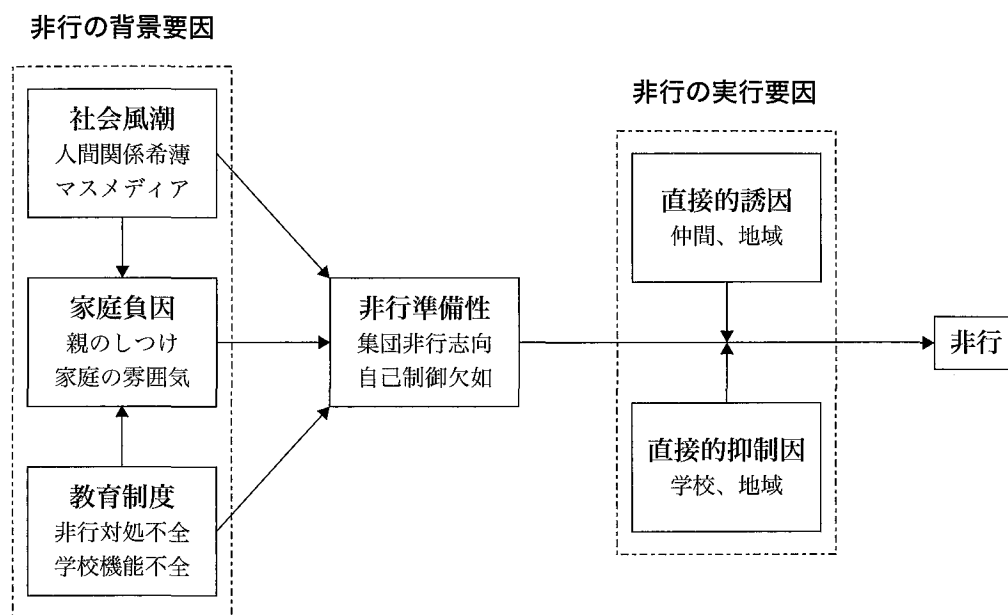 非行の背景要因
社会風潮
人間関係希薄
マスメディア
家庭負因
親のしつけ
家庭の雰囲気
教育制度
非行対処不全
学校機能不全
非行準備性
集団非行志向
自己制御欠如
非行の実行要因
直接的誘因
仲間、地域
直接的抑制因
学校、地域
非行